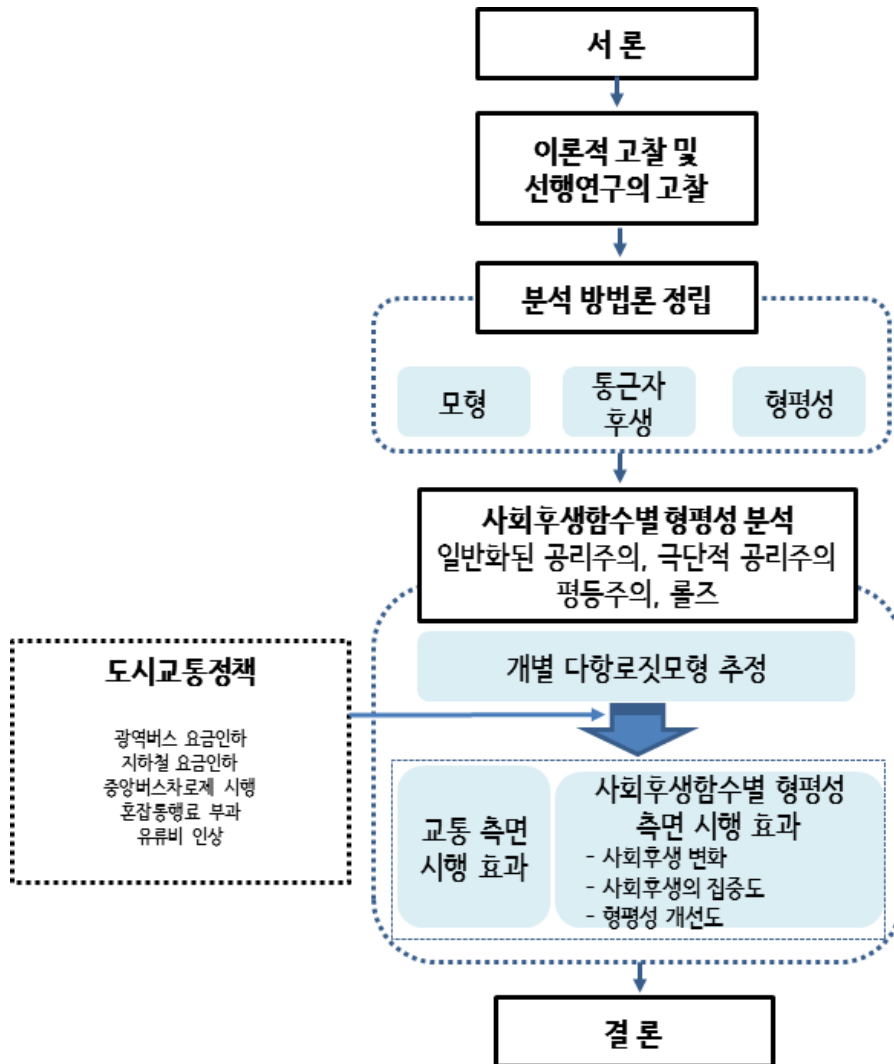 서 론
이론적 고찰 및
선행연구의 고찰
분석 방법론 정립
모형
통근자
후생
형평성
사회후생함수별 형평성 분석
일반화된 공리주의, 극단적 공리주의
평등주의, 롤즈
개별 다항로짓모형 추정
도시교통정책
광역버스 요금인하
지하철 요금인하
중앙버스차로제 시행
혼잡통행료 부과
유류비 인상
교통 측면
시행 효과
사회후생함수별 형평성
측면 시행 효과
- 사회후생 변화
- 사회후생의 집중도
- 형평성 개선도
결 론